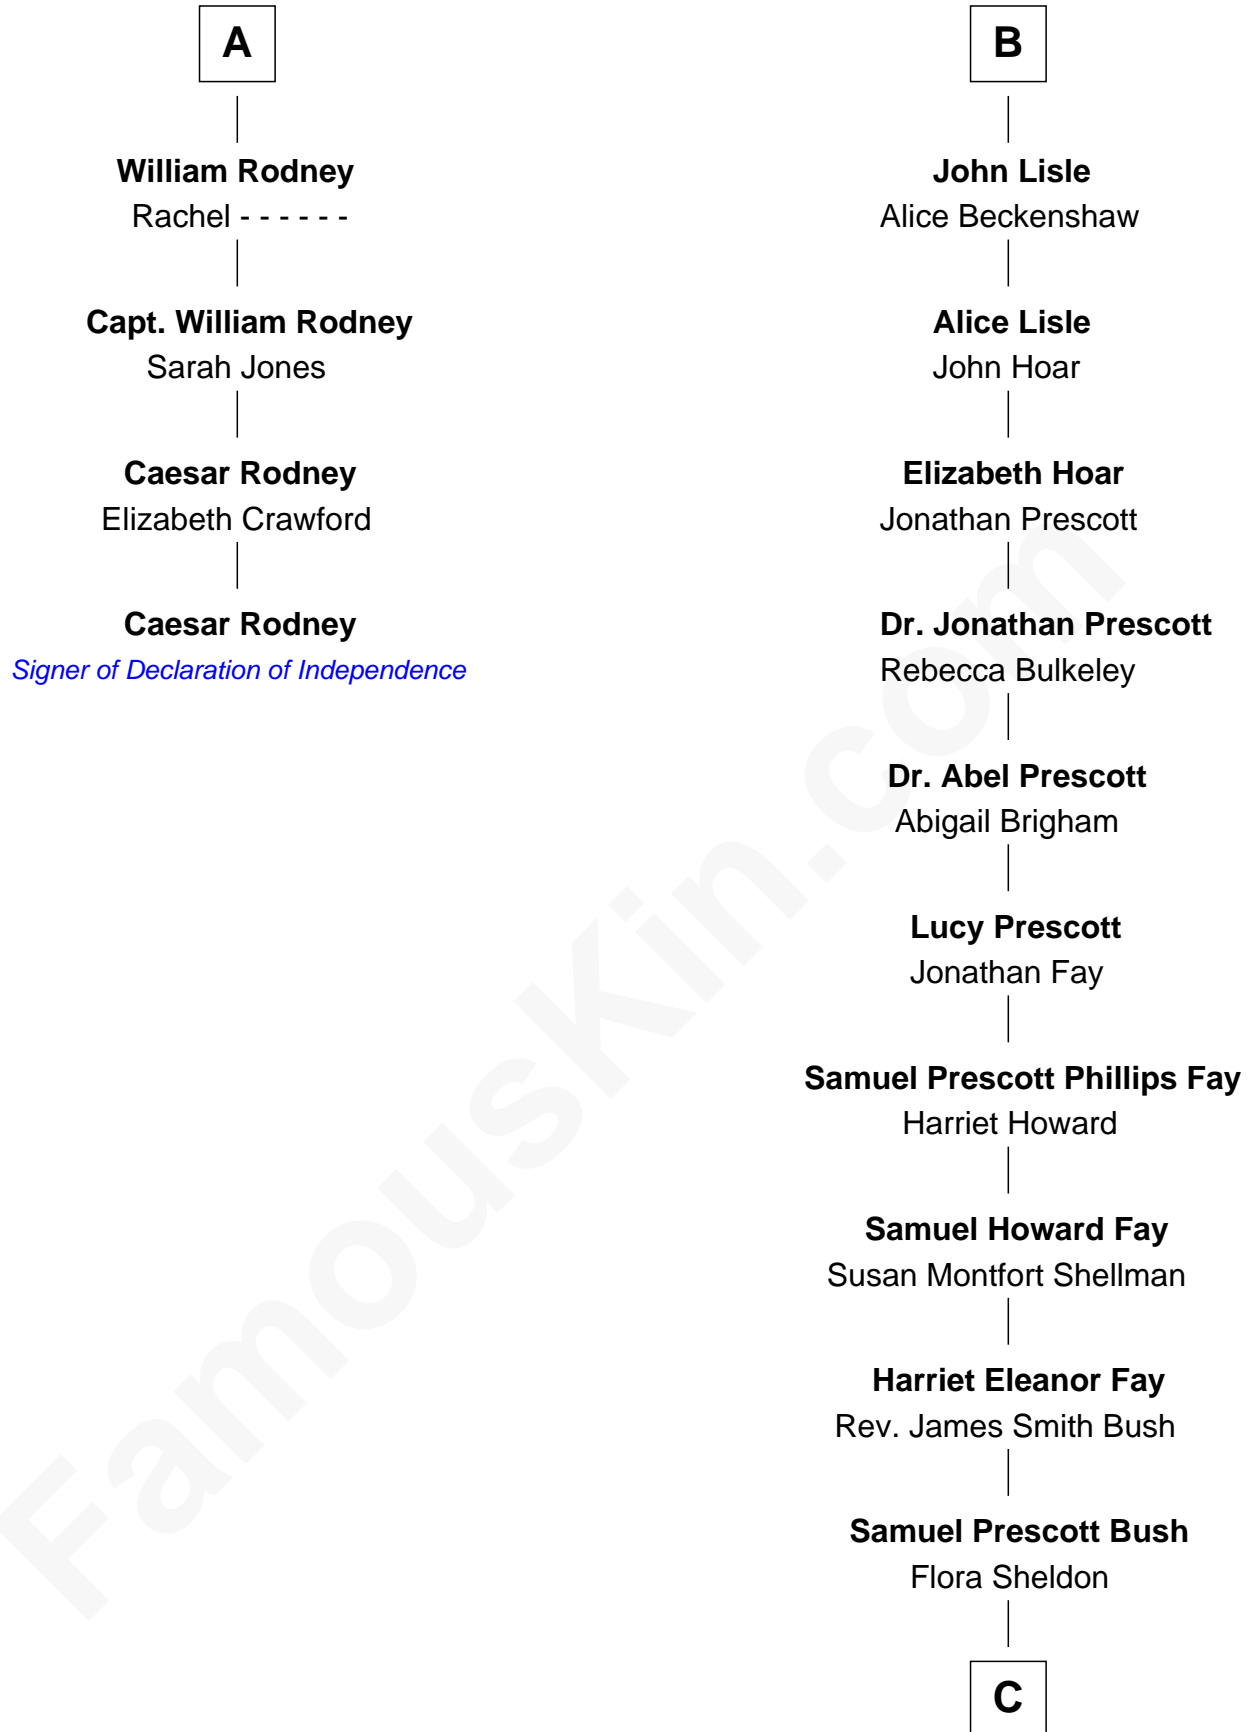 A
William Rodney
Rachel - - - - - -
Capt. William Rodney
Sarah Jones
Caesar Rodney
Elizabeth Crawford
Caesar Rodney
Signer of Declaration of Independence
B
John Lisle
Alice Beckenshaw
Alice Lisle
John Hoar
Elizabeth Hoar
Jonathan Prescott
Dr. Jonathan Prescott
Rebecca Bulkeley
Dr. Abel Prescott
Abigail Brigham
Lucy Prescott
Jonathan Fay
Samuel Prescott Phillips Fay
Harriet Howard
Samuel Howard Fay
Susan Montfort Shellman
Harriet Eleanor Fay
Rev. James Smith Bush
Samuel Prescott Bush
Flora Sheldon
C
FamousKin.com